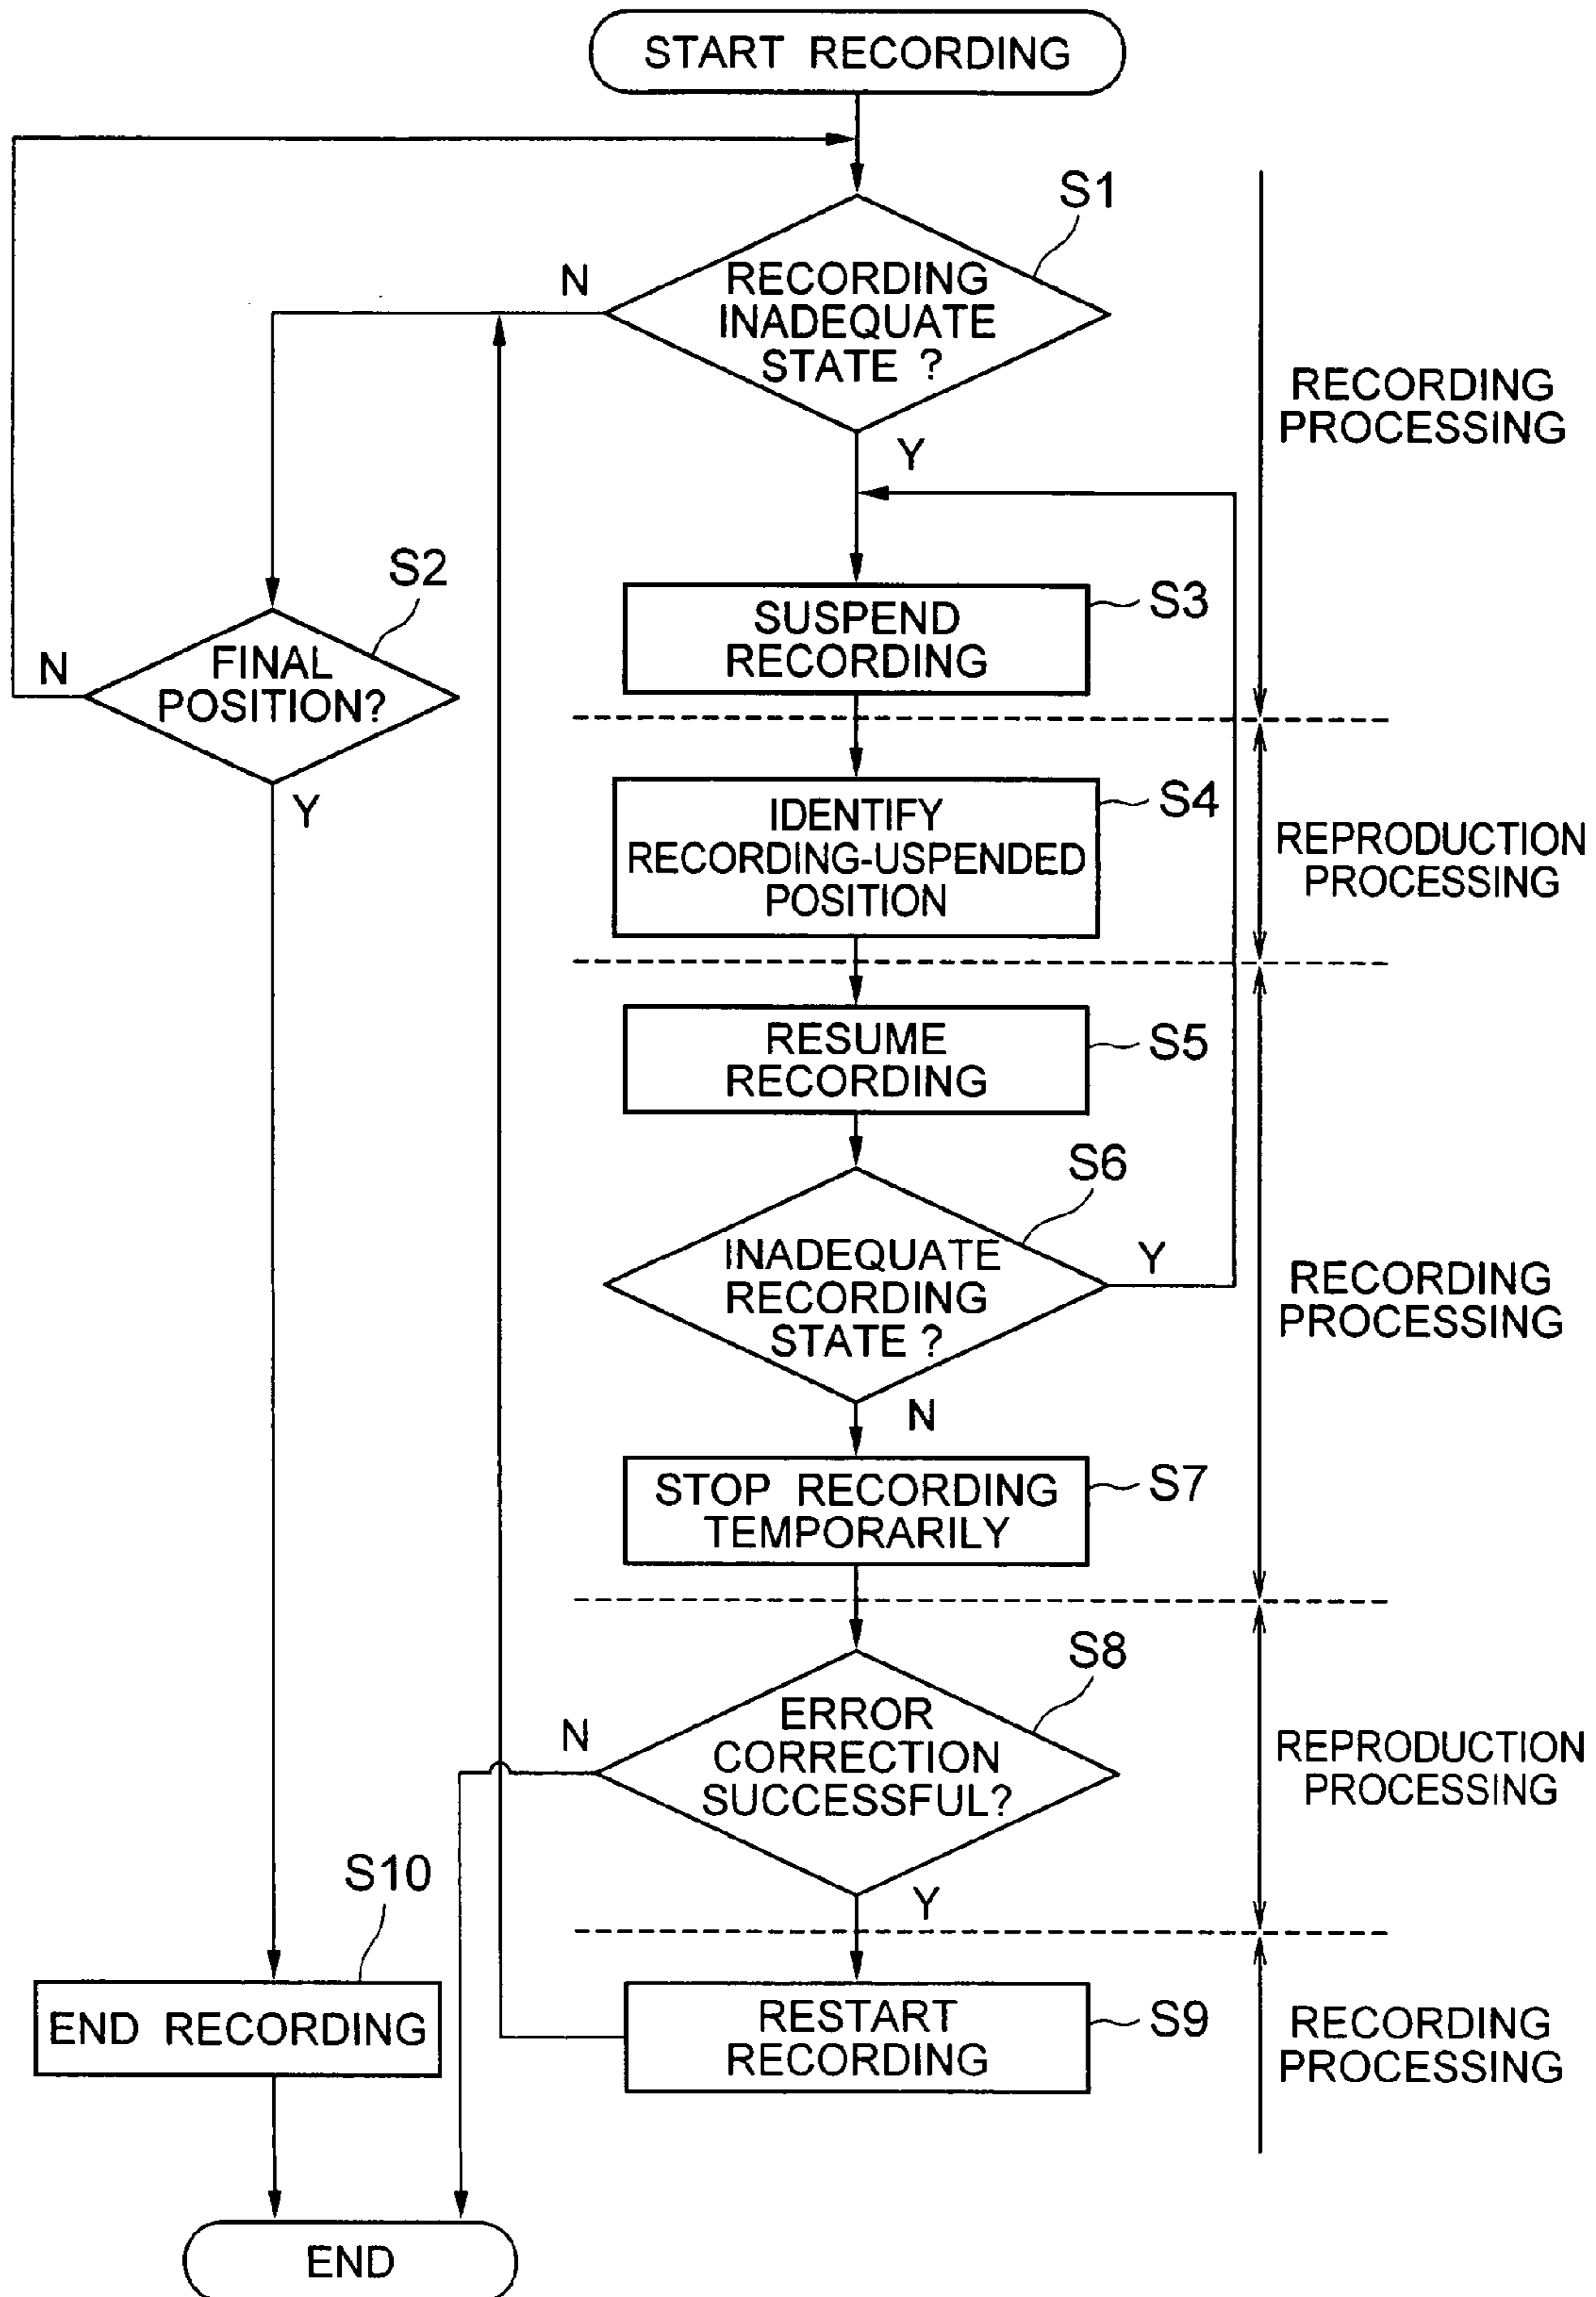 START RECORDING
S1
N
RECORDING
INADEQUATE
STATE ?
Y
RECORDING
PROCESSING
S2
N
FINAL
POSITION?
Y
SUSPEND
RECORDING
S3
IDENTIFY
RECORDING-USPENDED
POSITION
S4
REPRODUCTION
PROCESSING
RESUME
RECORDING
S5
S6
INADEQUATE
RECORDING
STATE ?
Y
N
RECORDING
PROCESSING
STOP RECORDING
TEMPORARILY
S7
S8
N
ERROR
CORRECTION
SUCCESSFUL?
Y
REPRODUCTION
PROCESSING
S10
END RECORDING
RESTART
RECORDING
S9
RECORDING
PROCESSING
END